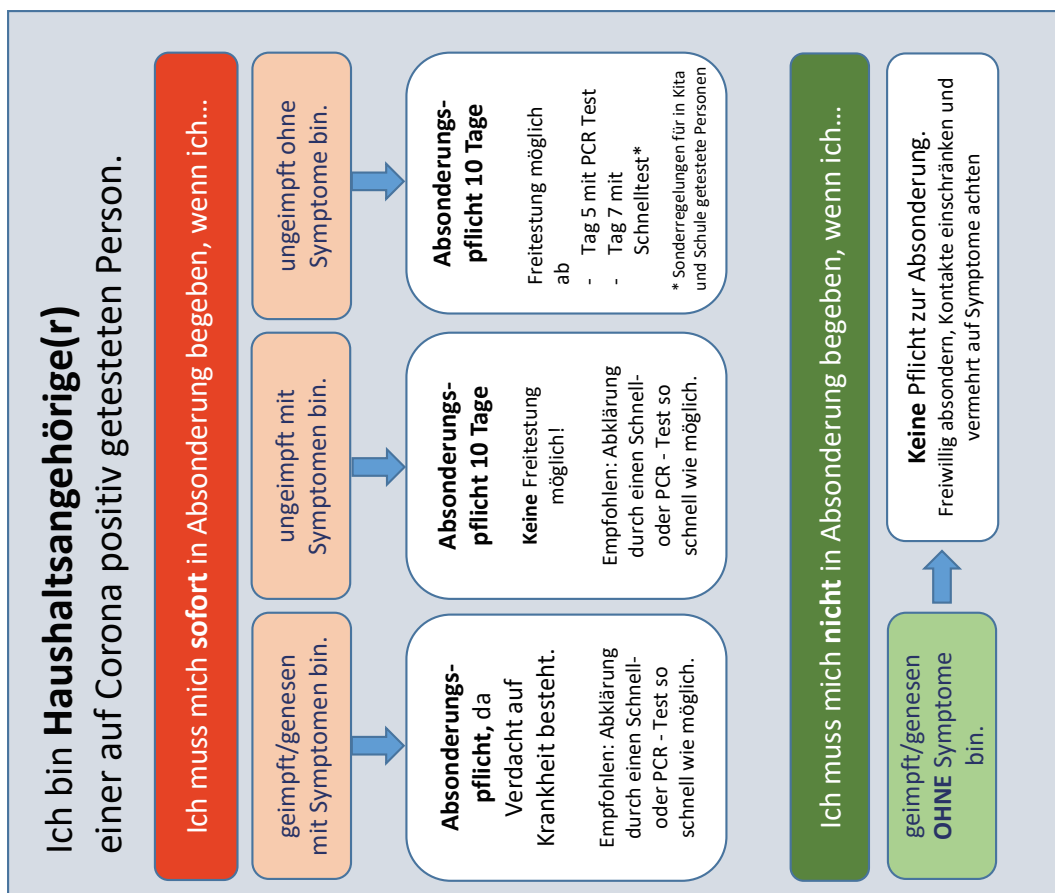 Ich bin Haushaltsangehörige(r)
einer auf Corona positiv getesteten Person.
Ich muss mich sofort in Absonderung begeben, wenn ich...
geimpft/genesen
mit Symptomen bin.
Absonderungs-
pflicht, da
Verdacht auf
Krankheit besteht.
Empfohlen: Abklärung
durch einen Schnell-
oder PCR - Test so
schnell wie möglich.
ungeimpft mit
Symptomen bin.
Absonderungs-
pflicht 10 Tage
Keine Freitestung
möglich!
Empfohlen: Abklärung
durch einen Schnell-
oder PCR - Test so
schnell wie möglich.
ungeimpft ohne
Symptome bin.
Absonderungs-
pflicht 10 Tage
Freitestung möglich
ab
- Tag 5 mit PCR Test
- Tag 7 mit
Schnelltest*
* Sonderregelungen für in Kita
und Schule getestete Personen
Ich muss mich nicht in Absonderung begeben, wenn ich...
geimpft/genesen
OHNE Symptome
bin.
Keine Pflicht zur Absonderung.
Freiwillig absondern, Kontakte einschränken und
vermehrt auf Symptome achten